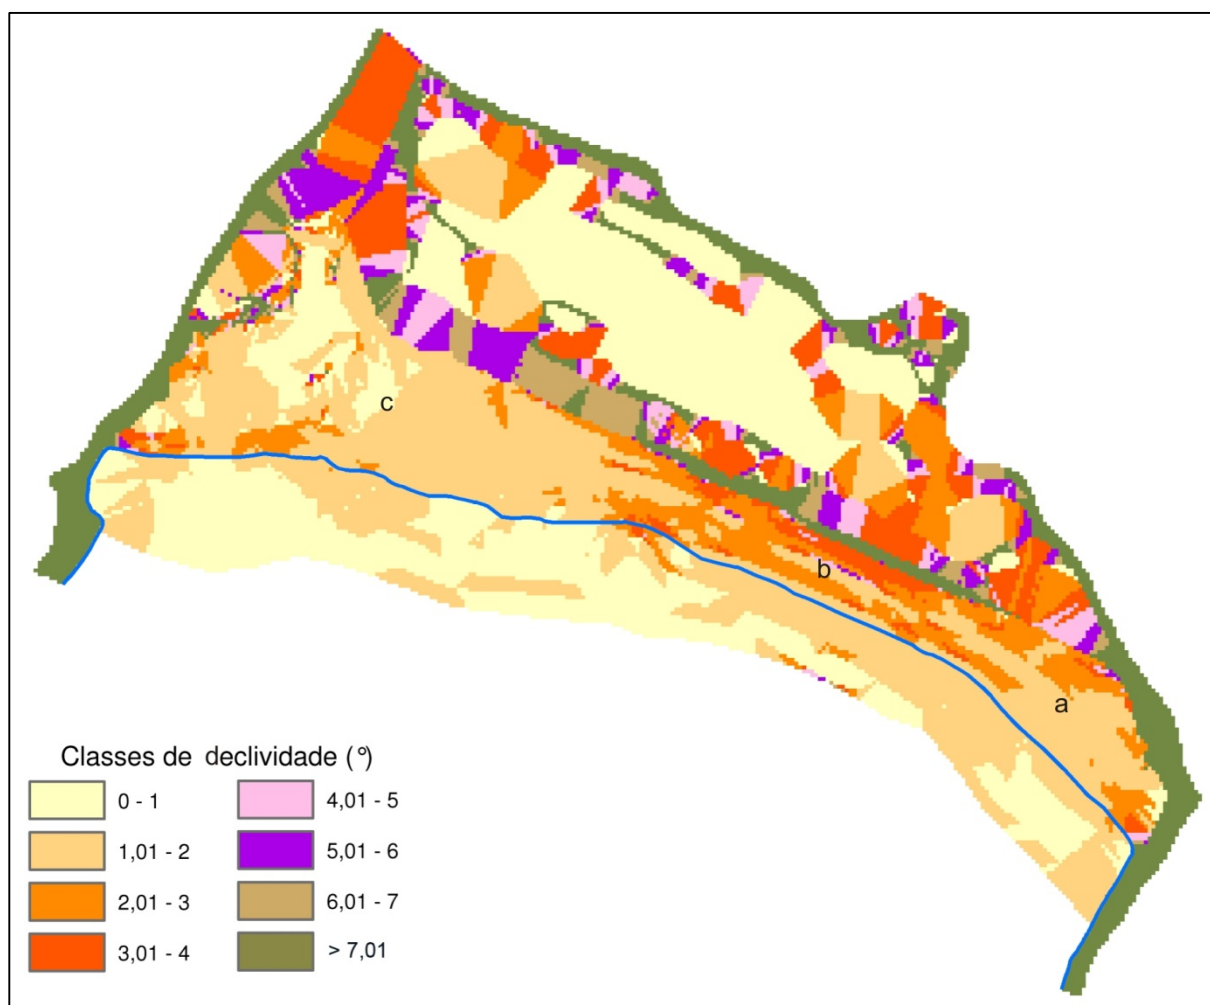 c
b
a
Classes de declividade (°)
0 - 1
4,01 - 5
1,01 - 2
5,01 - 6
2,01 - 3
6,01 - 7
3,01 - 4
> 7,01